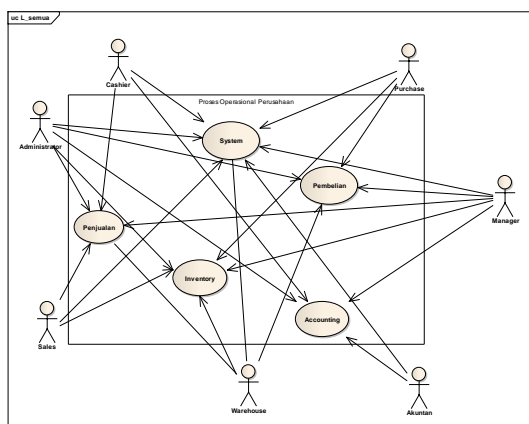 uc L_semua
Cashier
Purchase
Proses Operasional Perusahaan
Administrator
System
Pembelian
Manager
Penjualan
Inventory
Accounting
Sales
Warehouse
Akuntan